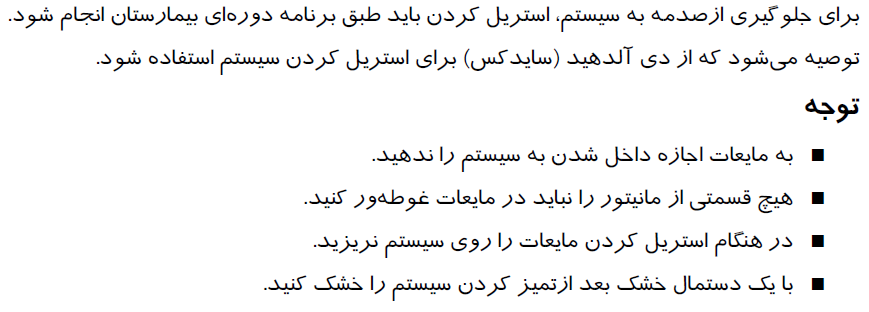 برای جلوگیری ازصدمه به سیستم، استریل کردن باید طبق برنامه دوره‌ای بیمارستان انجام شود.
توصیه می‌شود که از دی آلدهید (سایدکس) برای استریل کردن سیستم استفاده شود.
توجه
■ به مایعات اجازه داخل شدن به سیستم را ندهید.
■ هیچ قسمتی از مانیتور را نباید در مایعات غوطه‌ور کنید.
■ در هنگام استریل کردن مایعات را روی سیستم نریزید.
■ با یک دستمال خشک بعد ازتمیز کردن سیستم را خشک کنید.